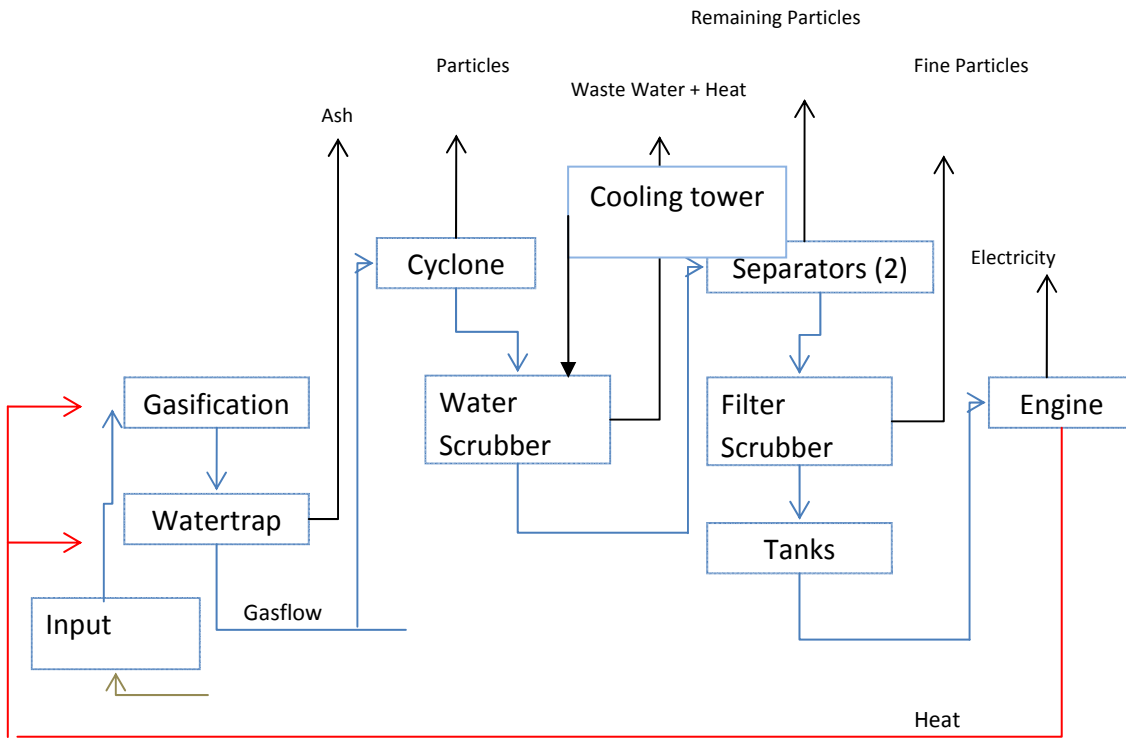 Remaining Particles
Particles
Fine Particles
Waste Water + Heat
Ash
Cooling tower
Cyclone
Separators (2)
Electricity
Gasification
Water
Scrubber
Filter
Scrubber
Engine
Watertrap
Tanks
Input
Gasflow
Heat